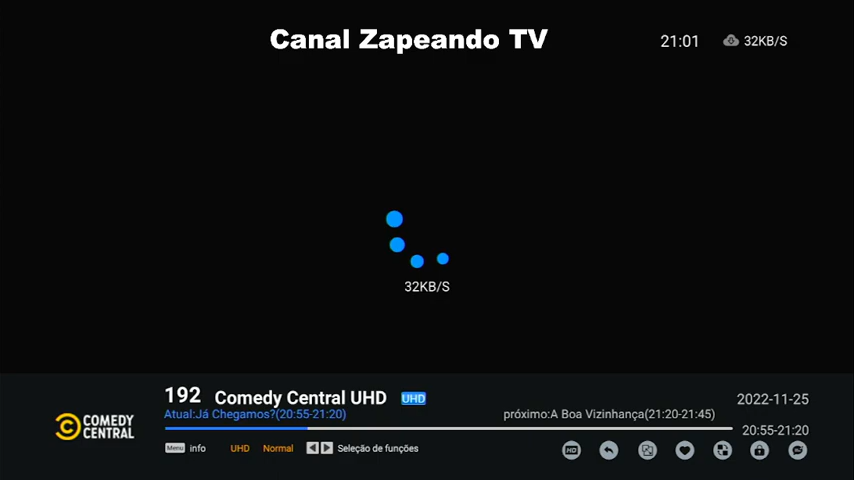 Canal Zapeando TV
21:01 32KB/S
32KB/S
192 Comedy Central UHD UHD
2022-11-25
Atual:Já Chegamos?(20:55-21:20) próximo:A Boa Vizinhança(21:20-21:45)
COMEDY
CENTRAL
20:55-21:20
Menu info UHD Normal Seleção de funções
HD